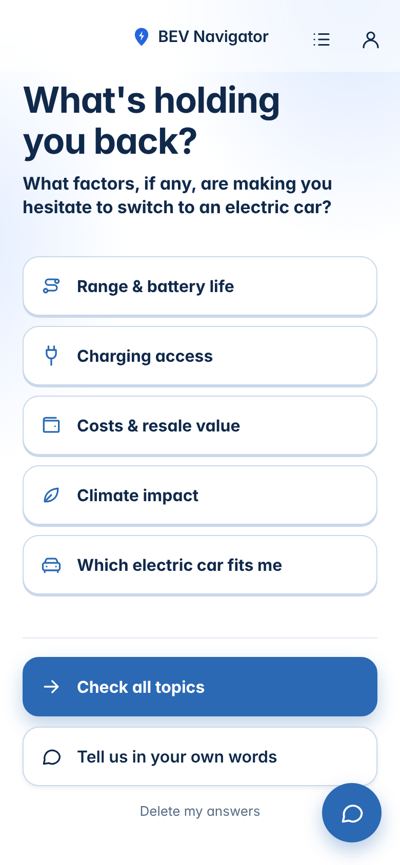 BEV Navigator
What's holding
you back?
What factors, if any, are making you
hesitate to switch to an electric car?
Range & battery life
Charging access
Costs & resale value
Climate impact
Which electric car fits me
Check all topics
Tell us in your own words
Delete my answers